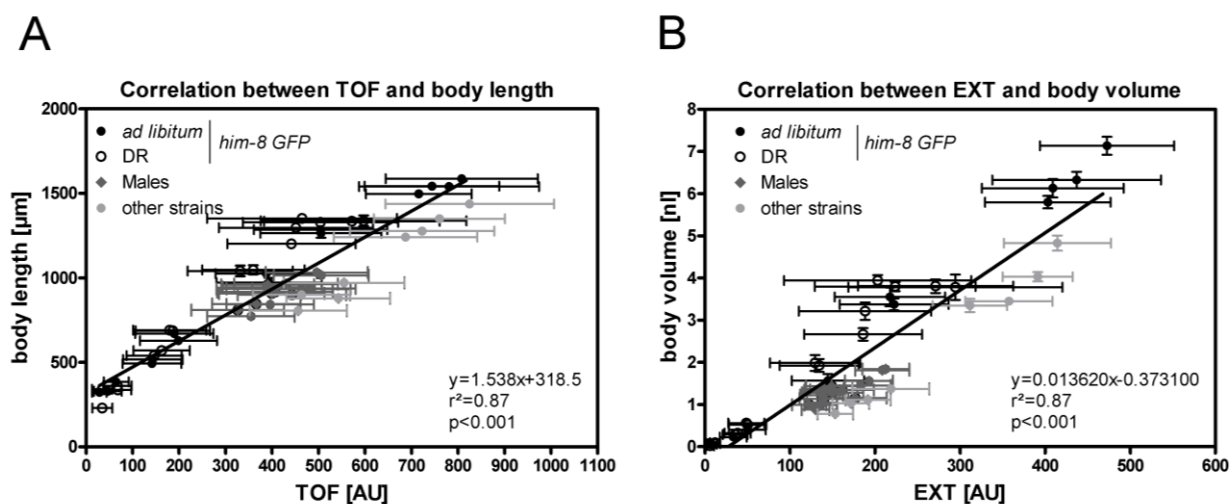 A
B
Correlation between TOF and body length
2000
1500
1000
500
0
body length [µm]
ad libitum
DR
Males
other strains
him-8 GFP
y=1.538x+318.5
r²=0.87
p<0.001
0 100 200 300 400 500 600 700 800 900 1000 1100
TOF [AU]
Correlation between EXT and body volume
8
7
6
5
4
3
2
1
0
body volume [nl]
ad libitum
DR
Males
other strains
him-8 GFP
y=0.013620x-0.373100
r²=0.87
p<0.001
0 100 200 300 400 500 600
EXT [AU]